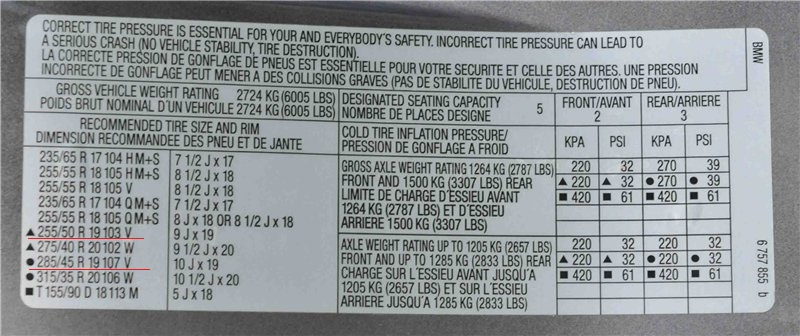 CORRECT TIRE PRESSURE IS ESSENTIAL FOR YOUR AND EVERYBODY'S SAFETY. INCORRECT TIRE PRESSURE CAN LEAD TO
A SERIOUS CRASH (NO VEHICLE STABILITY, TIRE DESTRUCTION).
LA CORRECTE PRESSION DE GONFLAGE DE PNEUS EST ESSENTIELLE POUR VOTRE SECURITE ET CELLE DES AUTRES. UNE PRESSION
INCORRECTE DE GONFLAGE PEUT MENER A DES COLLISIONS GRAVES (PAS DE STABILITE DU VEHICULE, DESTRUCTION DE PNEU).
BMW
GROSS VEHICLE WEIGHT RATING 2724 KG (6005 LBS)
POIDS BRUT NOMINAL D'UN VEHICULE 2724 KG (6005 LBS)
DESIGNATED SEATING CAPACITY
NOMBRE DE PLACES DESIGNE
5
FRONT/AVANT
2
REAR/ARRIERE
3
RECOMMENDED TIRE SIZE AND RIM
DIMENSION RECOMMANDEE DES PNEU ET DE JANTE
COLD TIRE INFLATION PRESSURE/
PRESSION DE GONFLAGE A FROID
KPA PSI KPA PSI
235/65 R 17 104 H M+S 7 1/2 J x 17
255/55 R 18 105 H M+S 8 1/2 J x 18
255/55 R 18 105 V 8 1/2 J x 18
235/65 R 17 104 Q M+S 7 1/2 J x 17
255/55 R 18 105 Q M+S 8 J x 18 OR 8 1/2 J x 18
▲ 255/50 R 19 103 V 9 J x 19
▲ 275/40 R 20 102 W 9 1/2 J x 20
● 285/45 R 19 107 V 10 J x 19
● 315/35 R 20 106 W 10 1/2 J x 20
■ T 155/90 D 18 113 M 5 J x 18
GROSS AXLE WEIGHT RATING 1264 KG (2787 LBS)
FRONT AND 1500 KG (3307 LBS) REAR
LIMITE DE CHARGE D'ESSIEU AVANT
1264 KG (2787 LBS) ET D'ESSIEU
ARRIERE 1500 KG (3307 LBS)
220 32 270 39
▲ 220 ▲ 32 ● 270 ● 39
■ 420 ■ 61 ■ 420 ■ 61
AXLE WEIGHT RATING UP TO 1205 KG (2657 LBS)
FRONT AND UP TO 1285 KG (2833 LBS) REAR
CHARGE SUR L'ESSIEU AVANT JUSQU'A
1205 KG (2657 LBS) ET SUR L'ESSIEU
ARRIERE JUSQU'A 1285 KG (2833 LBS)
220 32 220 32
▲ 220 ▲ 32 ● 220 ● 32
■ 420 ■ 61 ■ 420 ■ 61
6 757 855 b